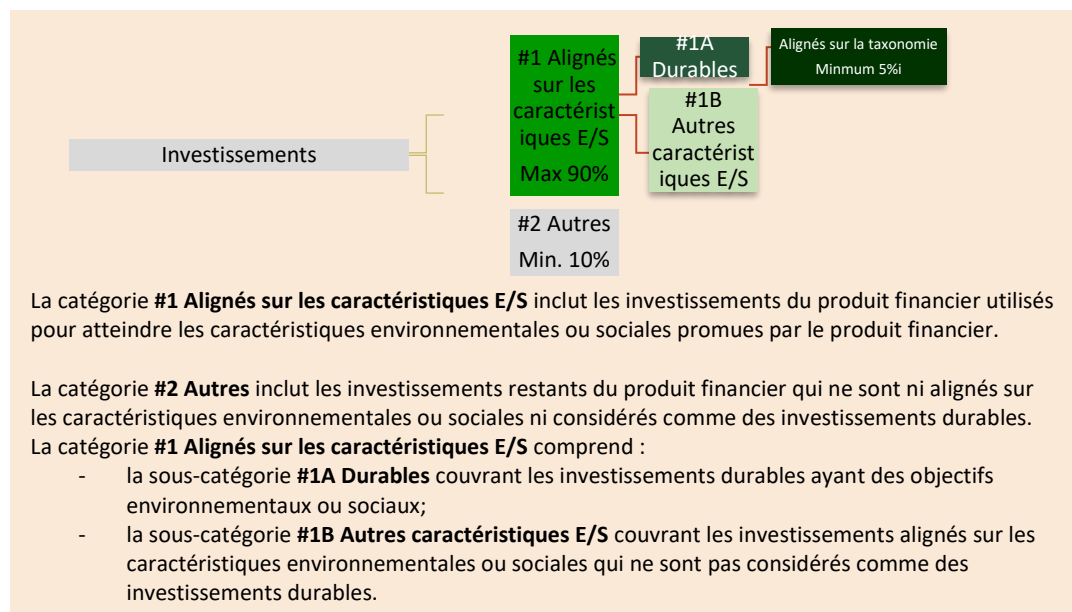 Investissements
#1 Alignés
sur les
caractérist
iques E/S
Max 90%
#1A
Durables
Alignés sur la taxonomie
Minmum 5%i
#1B
Autres
caractérist
iques E/S
#2 Autres
Min. 10%
La catégorie #1 Alignés sur les caractéristiques E/S inclut les investissements du produit financier utilisés
pour atteindre les caractéristiques environnementales ou sociales promues par le produit financier.
La catégorie #2 Autres inclut les investissements restants du produit financier qui ne sont ni alignés sur
les caractéristiques environnementales ou sociales ni considérés comme des investissements durables.
La catégorie #1 Alignés sur les caractéristiques E/S comprend :
- la sous-catégorie #1A Durables couvrant les investissements durables ayant des objectifs
environnementaux ou sociaux;
- la sous-catégorie #1B Autres caractéristiques E/S couvrant les investissements alignés sur les
caractéristiques environnementales ou sociales qui ne sont pas considérés comme des
investissements durables.